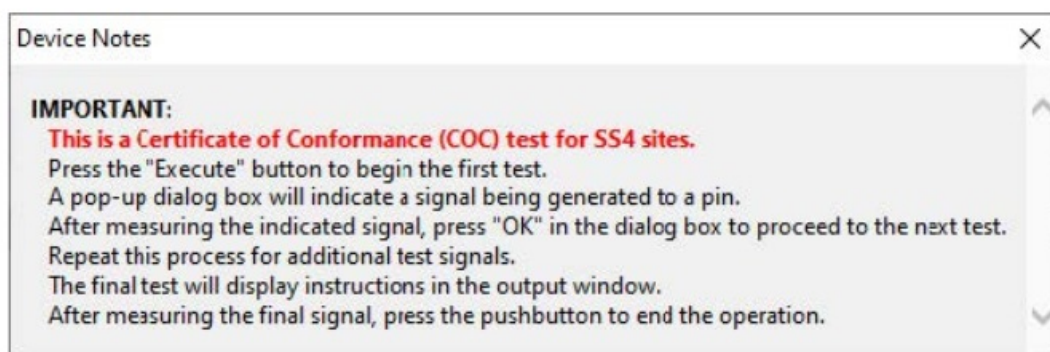 Device Notes
IMPORTANT:
This is a Certificate of Conformance (COC) test for SS4 sites.
Press the "Execute" button to begin the first test.
A pop-up dialog box will indicate a signal being generated to a pin.
After measuring the indicated signal, press "OK" in the dialog box to proceed to the next test.
Repeat this process for additional test signals.
The final test will display instructions in the output window.
After measuring the final signal, press the pushbutton to end the operation.